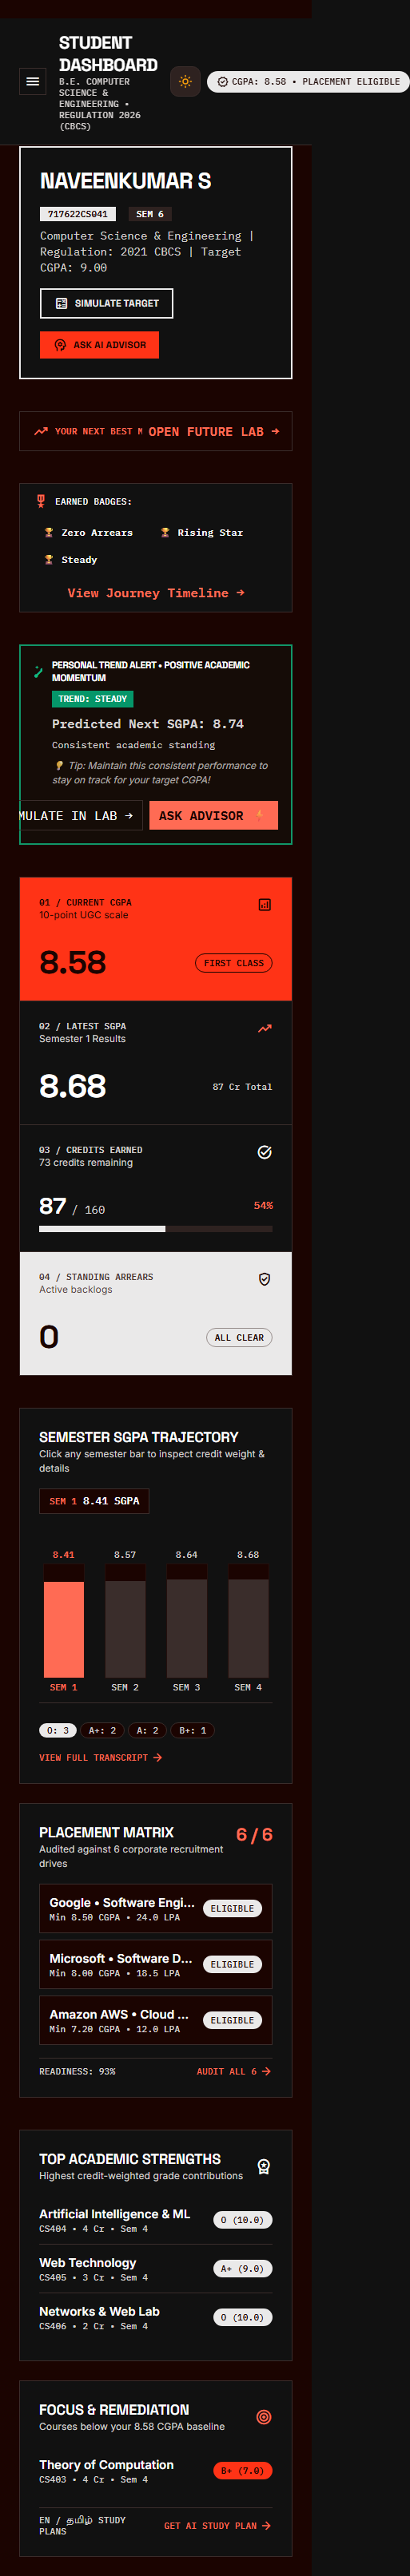 STUDENT
DASHBOARD
B.E. COMPUTER
SCIENCE &
ENGINEERING •
REGULATION 2026
(CBCS)
CGPA: 8.58 • PLACEMENT ELIGIBLE
NAVEENKUMAR S
717622CS041
SEM 6
Computer Science & Engineering |
Regulation: 2021 CBCS | Target
CGPA: 9.00
SIMULATE TARGET
ASK AI ADVISOR
YOUR NEXT BEST M
OPEN FUTURE LAB →
EARNED BADGES:
🏆 Zero Arrears
🏆 Rising Star
🏆 Steady
View Journey Timeline →
PERSONAL TREND ALERT • POSITIVE ACADEMIC
MOMENTUM
TREND: STEADY
Predicted Next SGPA: 8.74
Consistent academic standing
💡 Tip: Maintain this consistent performance to
stay on track for your target CGPA!
MULATE IN LAB →
ASK ADVISOR
01 / CURRENT CGPA
10-point UGC scale
8.58
FIRST CLASS
02 / LATEST SGPA
Semester 1 Results
8.68
87 Cr Total
03 / CREDITS EARNED
73 credits remaining
87 / 160
54%
04 / STANDING ARREARS
Active backlogs
0
ALL CLEAR
SEMESTER SGPA TRAJECTORY
Click any semester bar to inspect credit weight &
details
SEM 1 8.41 SGPA
8.41 8.57 8.64 8.68
SEM 1 SEM 2 SEM 3 SEM 4
O: 3 A+: 2 A: 2 B+: 1
VIEW FULL TRANSCRIPT →
PLACEMENT MATRIX
6/6
Audited against 6 corporate recruitment
drives
Google • Software Engi...
Min 8.50 CGPA • 24.0 LPA
ELIGIBLE
Microsoft • Software D...
Min 8.00 CGPA • 18.5 LPA
ELIGIBLE
Amazon AWS • Cloud ...
Min 7.20 CGPA • 12.0 LPA
ELIGIBLE
READINESS: 93%
AUDIT ALL 6 →
TOP ACADEMIC STRENGTHS
Highest credit-weighted grade contributions
Artificial Intelligence & ML
CS404 • 4 Cr • Sem 4
O (10.0)
Web Technology
CS405 • 3 Cr • Sem 4
A+ (9.0)
Networks & Web Lab
CS406 • 2 Cr • Sem 4
O (10.0)
FOCUS & REMEDIATION
Courses below your 8.58 CGPA baseline
Theory of Computation
CS403 • 4 Cr • Sem 4
B+ (7.0)
EN / தமிழ் STUDY
PLANS
GET AI STUDY PLAN →